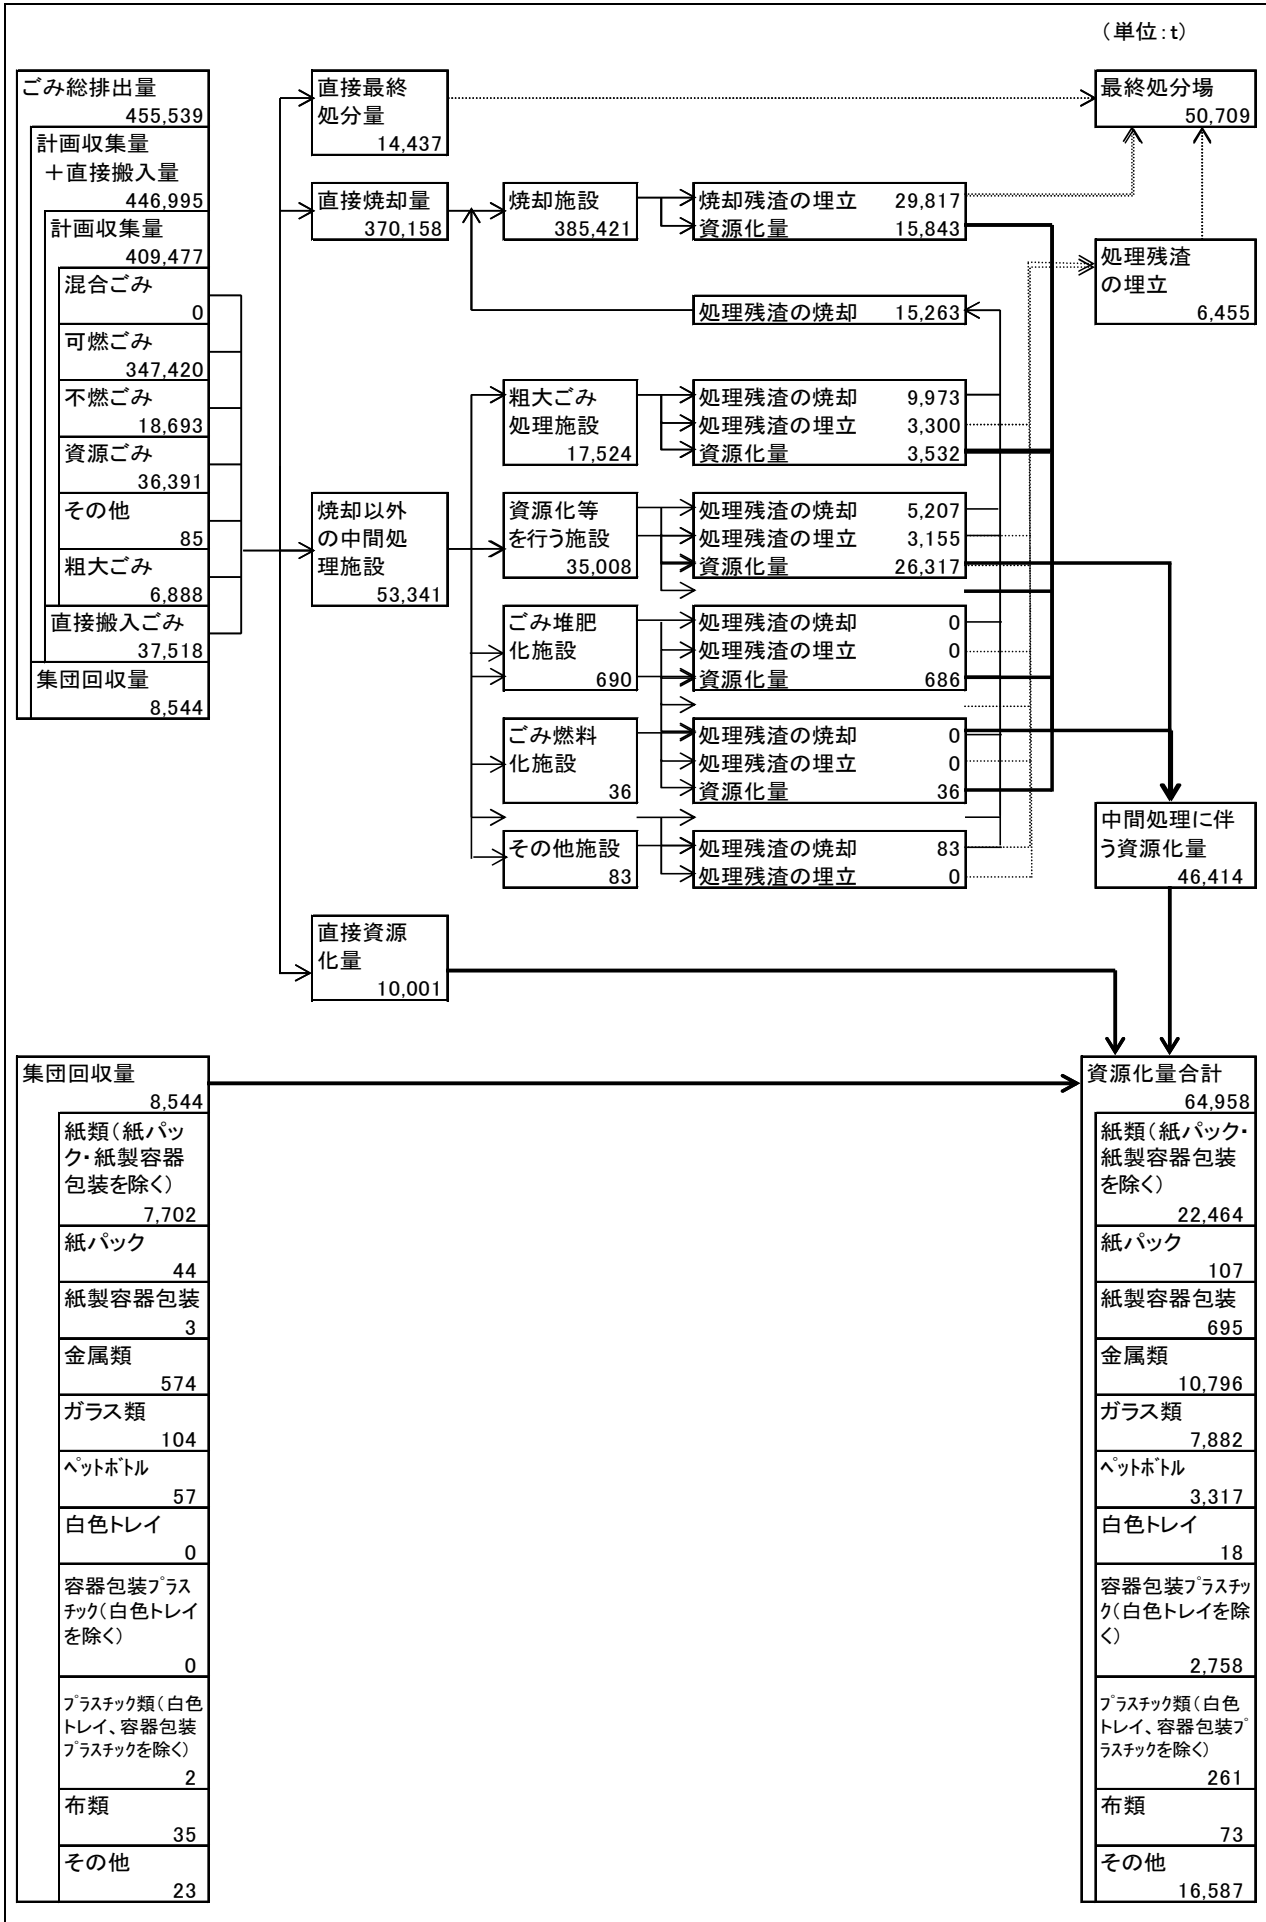 (単位:t)
ごみ総排出量
455,539
計画収集量
+直接搬入量
446,995
計画収集量
409,477
混合ごみ
0
可燃ごみ
347,420
不燃ごみ
18,693
資源ごみ
36,391
その他
85
粗大ごみ
6,888
直接搬入ごみ
37,518
集団回収量
8,544
直接最終
処分量
14,437
直接焼却量
370,158
焼却以外
の中間処
理施設
53,341
直接資源
化量
10,001
焼却施設
385,421
粗大ごみ
処理施設
17,524
資源化等
を行う施設
35,008
ごみ堆肥
化施設
690
ごみ燃料
化施設
36
その他施設
83
焼却残渣の埋立 29,817
資源化量 15,843
処理残渣の焼却 15,263
処理残渣の焼却 9,973
処理残渣の埋立 3,300
資源化量 3,532
処理残渣の焼却 5,207
処理残渣の埋立 3,155
資源化量 26,317
処理残渣の焼却 0
処理残渣の埋立 0
資源化量 686
処理残渣の焼却 0
処理残渣の埋立 0
資源化量 36
処理残渣の焼却 83
処理残渣の埋立 0
最終処分場
50,709
処理残渣
の埋立
6,455
中間処理に伴
う資源化量
46,414
集団回収量
8,544
紙類(紙パッ
ク・紙製容器
包装を除く)
7,702
紙パック
44
紙製容器包装
3
金属類
574
ガラス類
104
ペットボトル
57
白色トレイ
0
容器包装プラス
チック(白色トレイ
を除く)
0
プラスチック類(白色
トレイ、容器包装
プラスチックを除く)
2
布類
35
その他
23
資源化量合計
64,958
紙類(紙パック・
紙製容器包装
を除く)
22,464
紙パック
107
紙製容器包装
695
金属類
10,796
ガラス類
7,882
ペットボトル
3,317
白色トレイ
18
容器包装プラスチッ
ク(白色トレイを除
く)
2,758
プラスチック類(白色
トレイ、容器包装プ
ラスチックを除く)
261
布類
73
その他
16,587